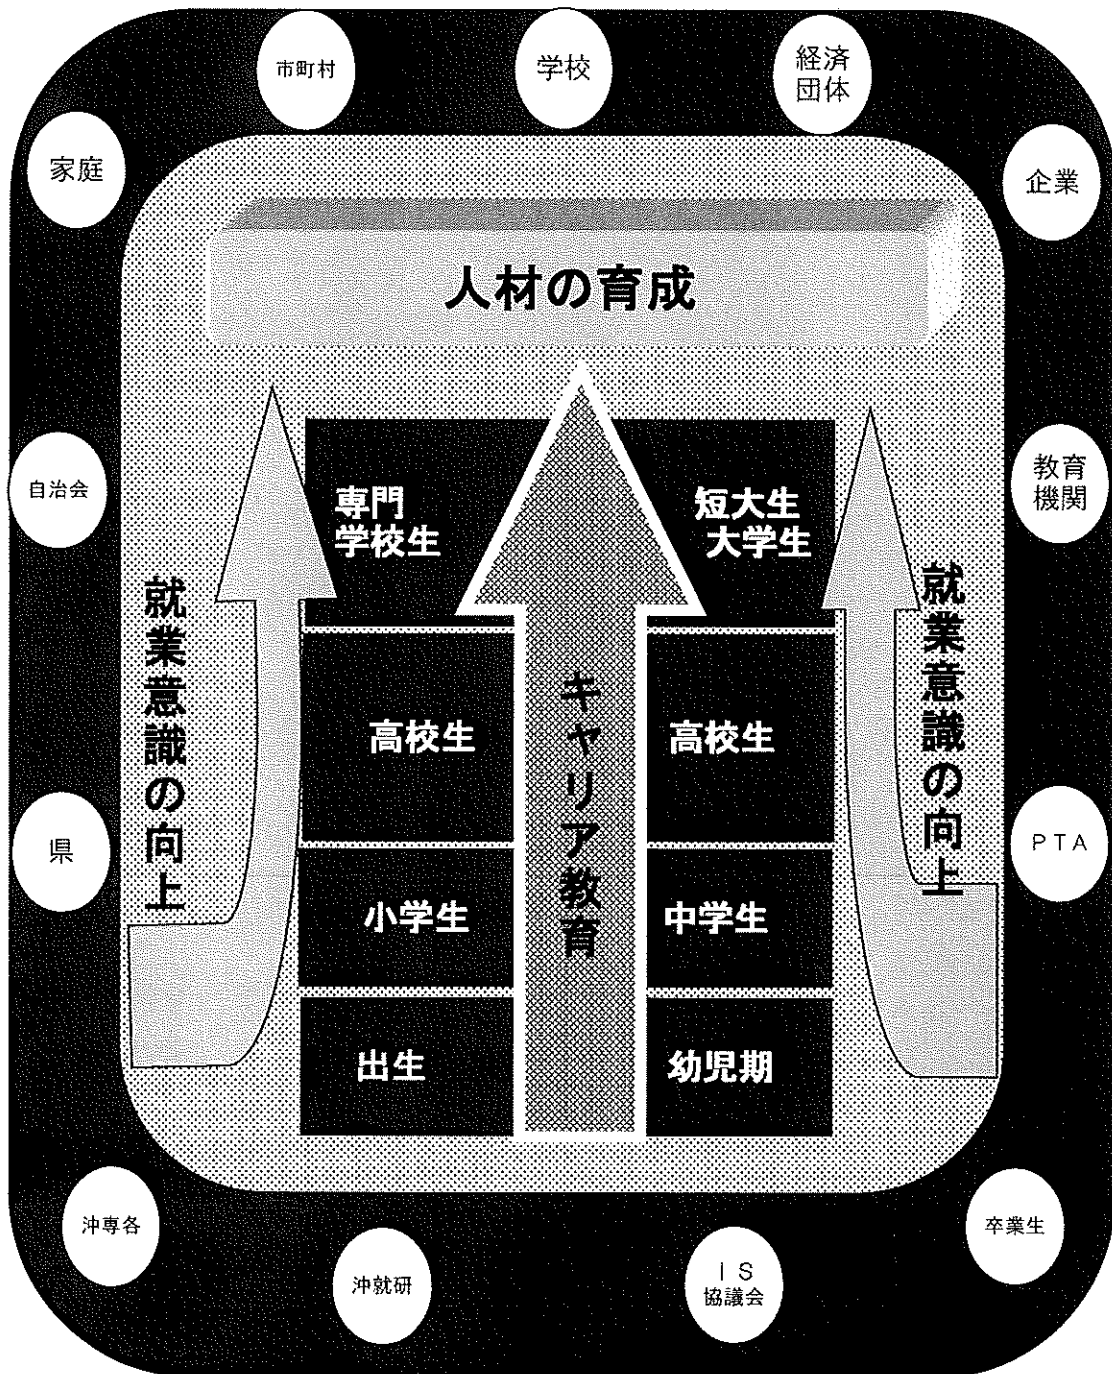 市町村
学校
経済
団体
家庭
企業
人材の育成
自治会
教育
機関
専門
学校生
短大生
大学生
就業意識の向上
キャリア教育
就業意識の向上
高校生
高校生
県
PTA
小学生
中学生
出生
幼児期
沖専各
卒業生
沖就研
IS
協議会